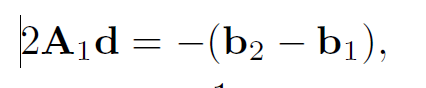 2A₁d = −(b₂ − b₁),